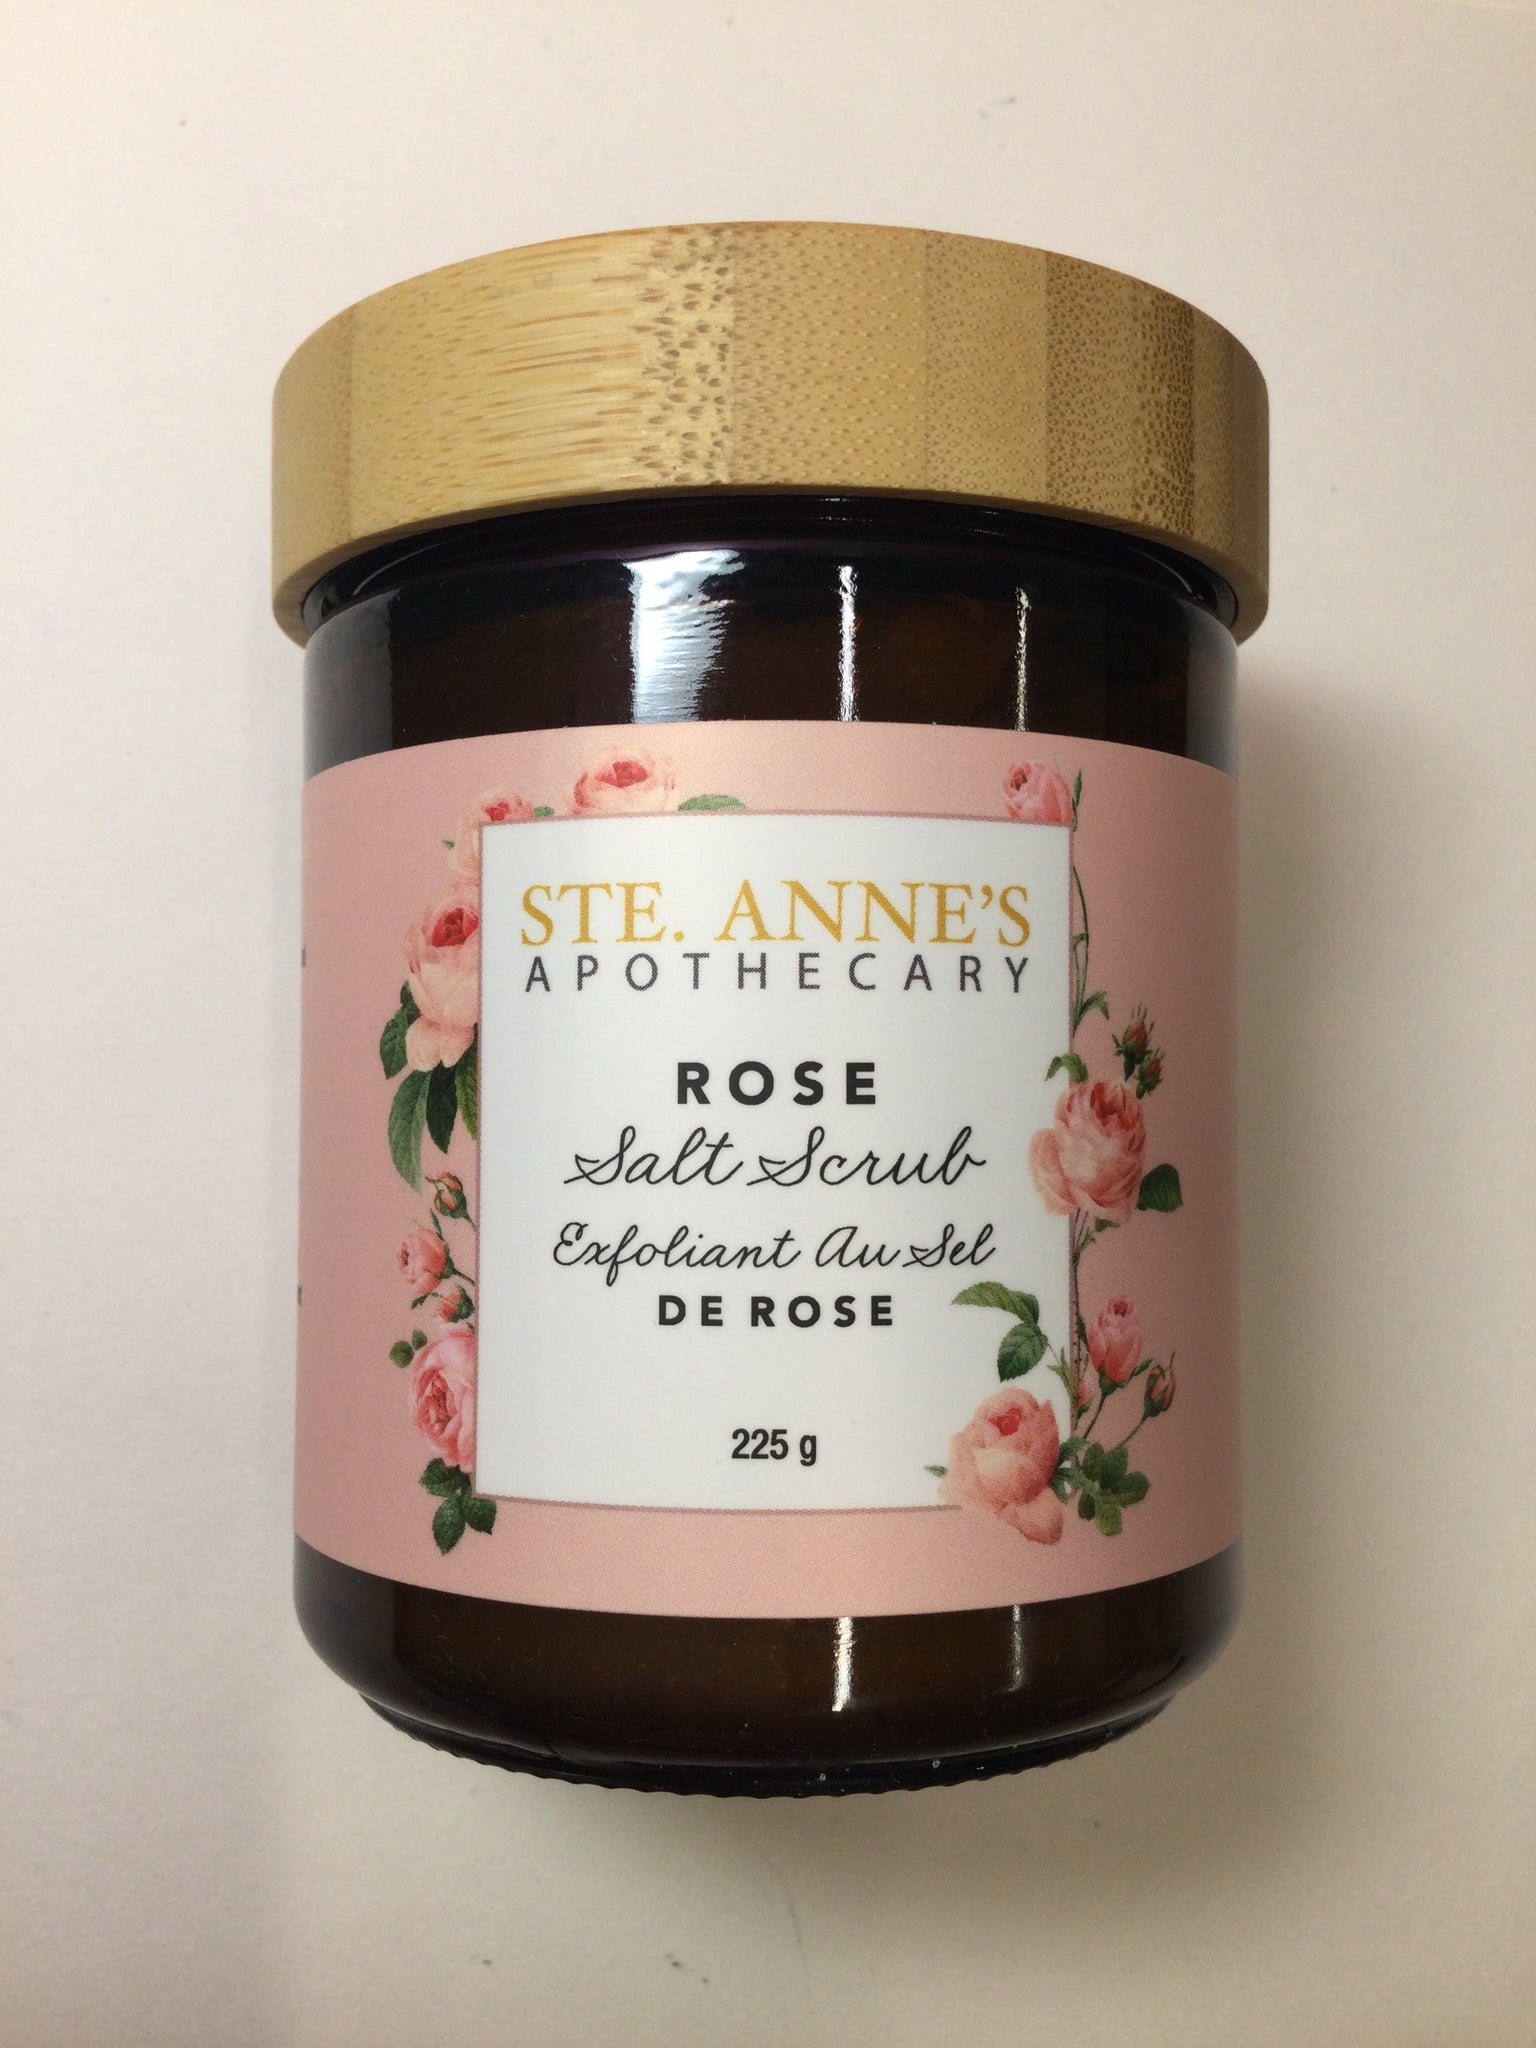 STE. ANNE'S
APOTHECARY
ROSE
Salt Scrub
Exfoliant Au Sel
DE ROSE
225 g